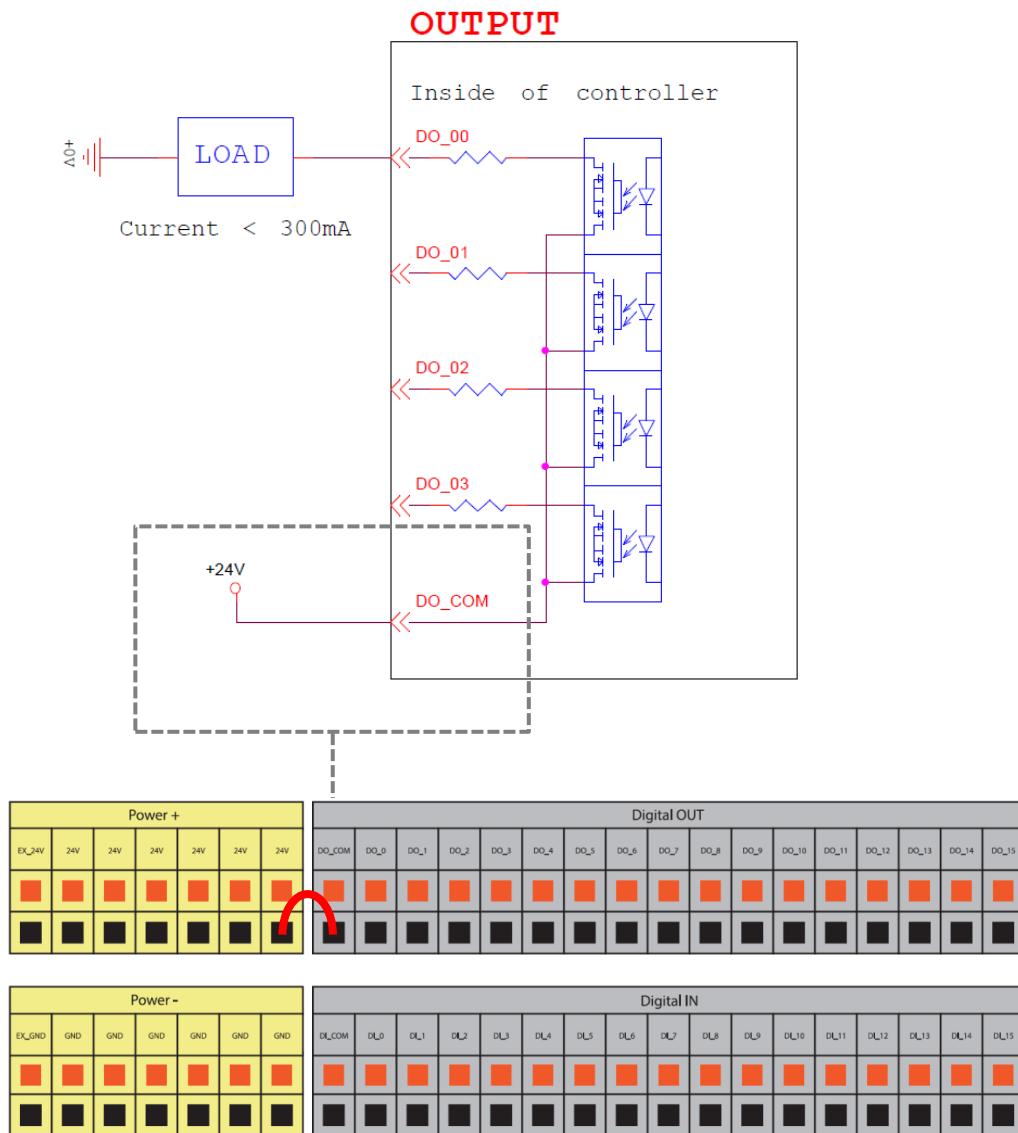 OUTPUT
Inside of controller
DO_00
+0V
LOAD
Current < 300mA
DO_01
DO_02
DO_03
+24V
DO_COM
Power +
EX_24V 24V 24V 24V 24V 24V 24V
Digital OUT
DO_COM DO_0 DO_1 DO_2 DO_3 DO_4 DO_5 DO_6 DO_7 DO_8 DO_9 DO_10 DO_11 DO_12 DO_13 DO_14 DO_15
Power -
EX_GND GND GND GND GND GND GND
Digital IN
DI_COM DI_0 DI_1 DI_2 DI_3 DI_4 DI_5 DI_6 DI_7 DI_8 DI_9 DI_10 DI_11 DI_12 DI_13 DI_14 DI_15